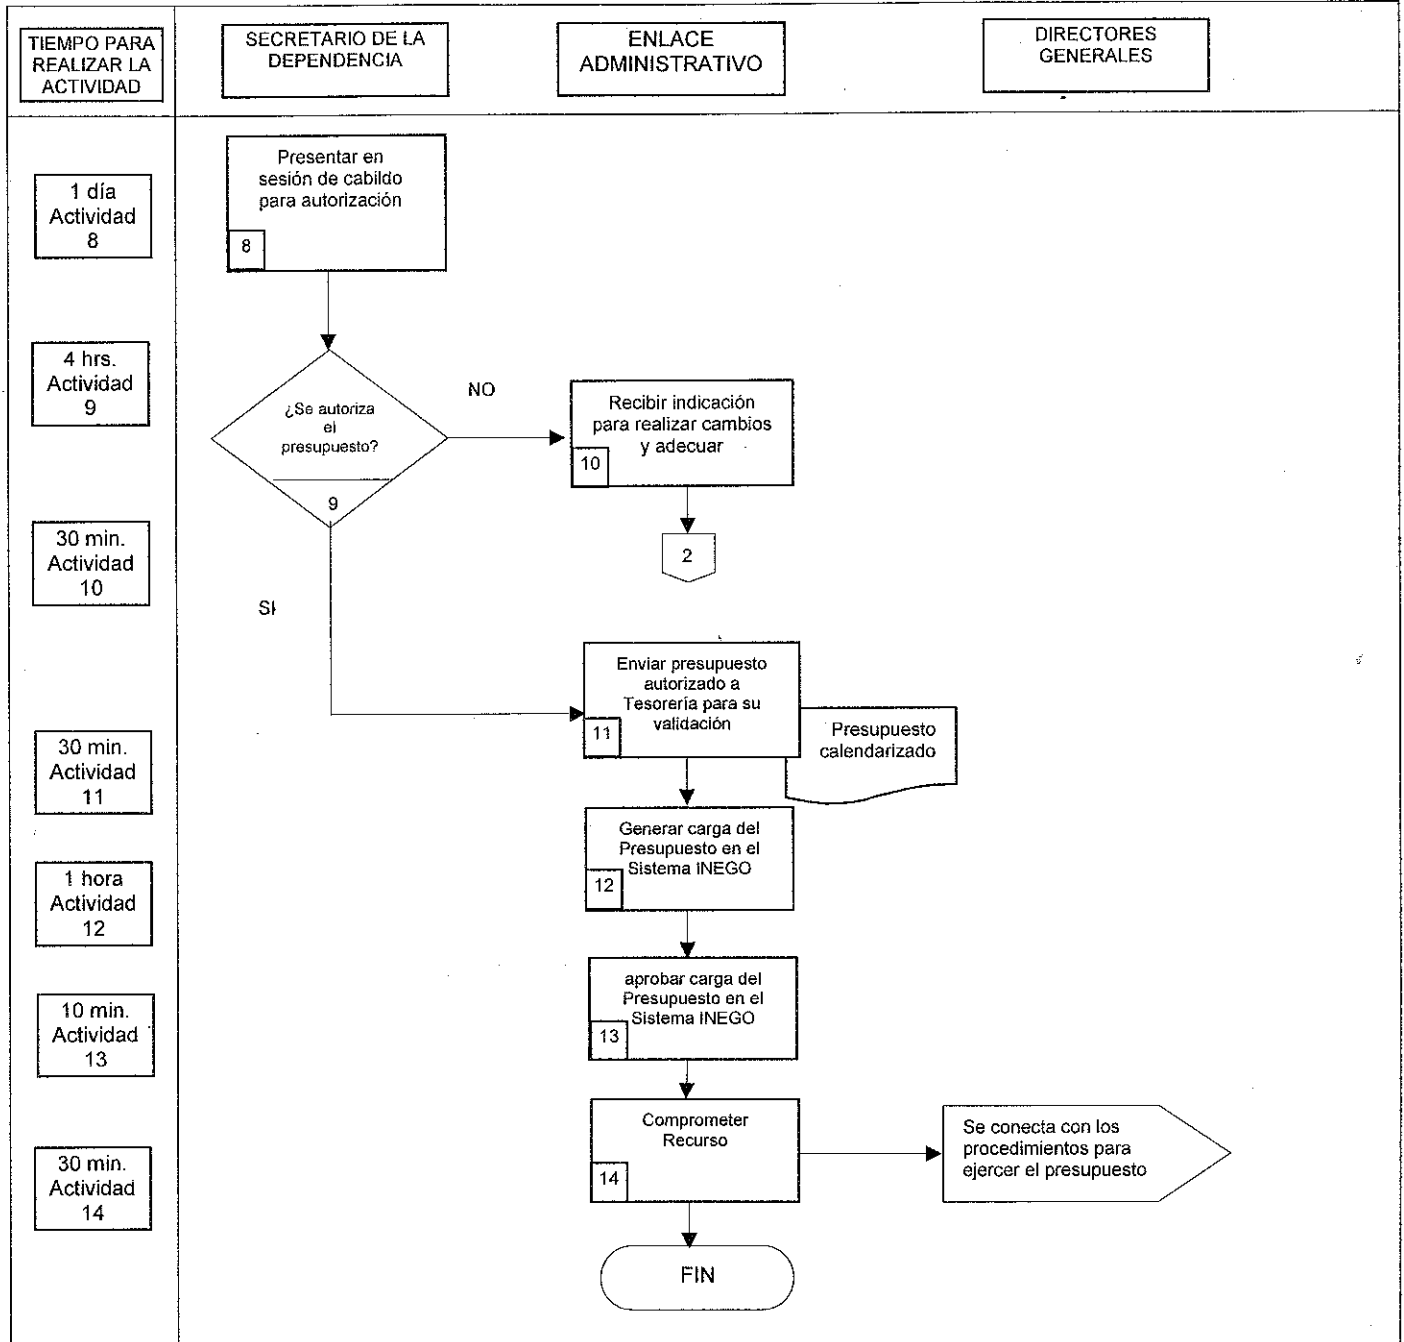 TIEMPO PARA
REALIZAR LA
ACTIVIDAD
SECRETARIO DE LA
DEPENDENCIA
ENLACE
ADMINISTRATIVO
DIRECTORES
GENERALES
1 día
Actividad
8
Presentar en
sesión de cabildo
para autorización
8
4 hrs.
Actividad
9
¿Se autoriza
el
presupuesto?
9
NO
Recibir indicación
para realizar cambios
y adecuar
10
30 min.
Actividad
10
2
SI
Enviar presupuesto
autorizado a
Tesorería para su
validación
11
Presupuesto
calendarizado
30 min.
Actividad
11
Generar carga del
Presupuesto en el
Sistema INEGO
12
1 hora
Actividad
12
aprobar carga del
Presupuesto en el
Sistema INEGO
13
10 min.
Actividad
13
Comprometer
Recurso
14
Se conecta con los
procedimientos para
ejercer el presupuesto
30 min.
Actividad
14
FIN